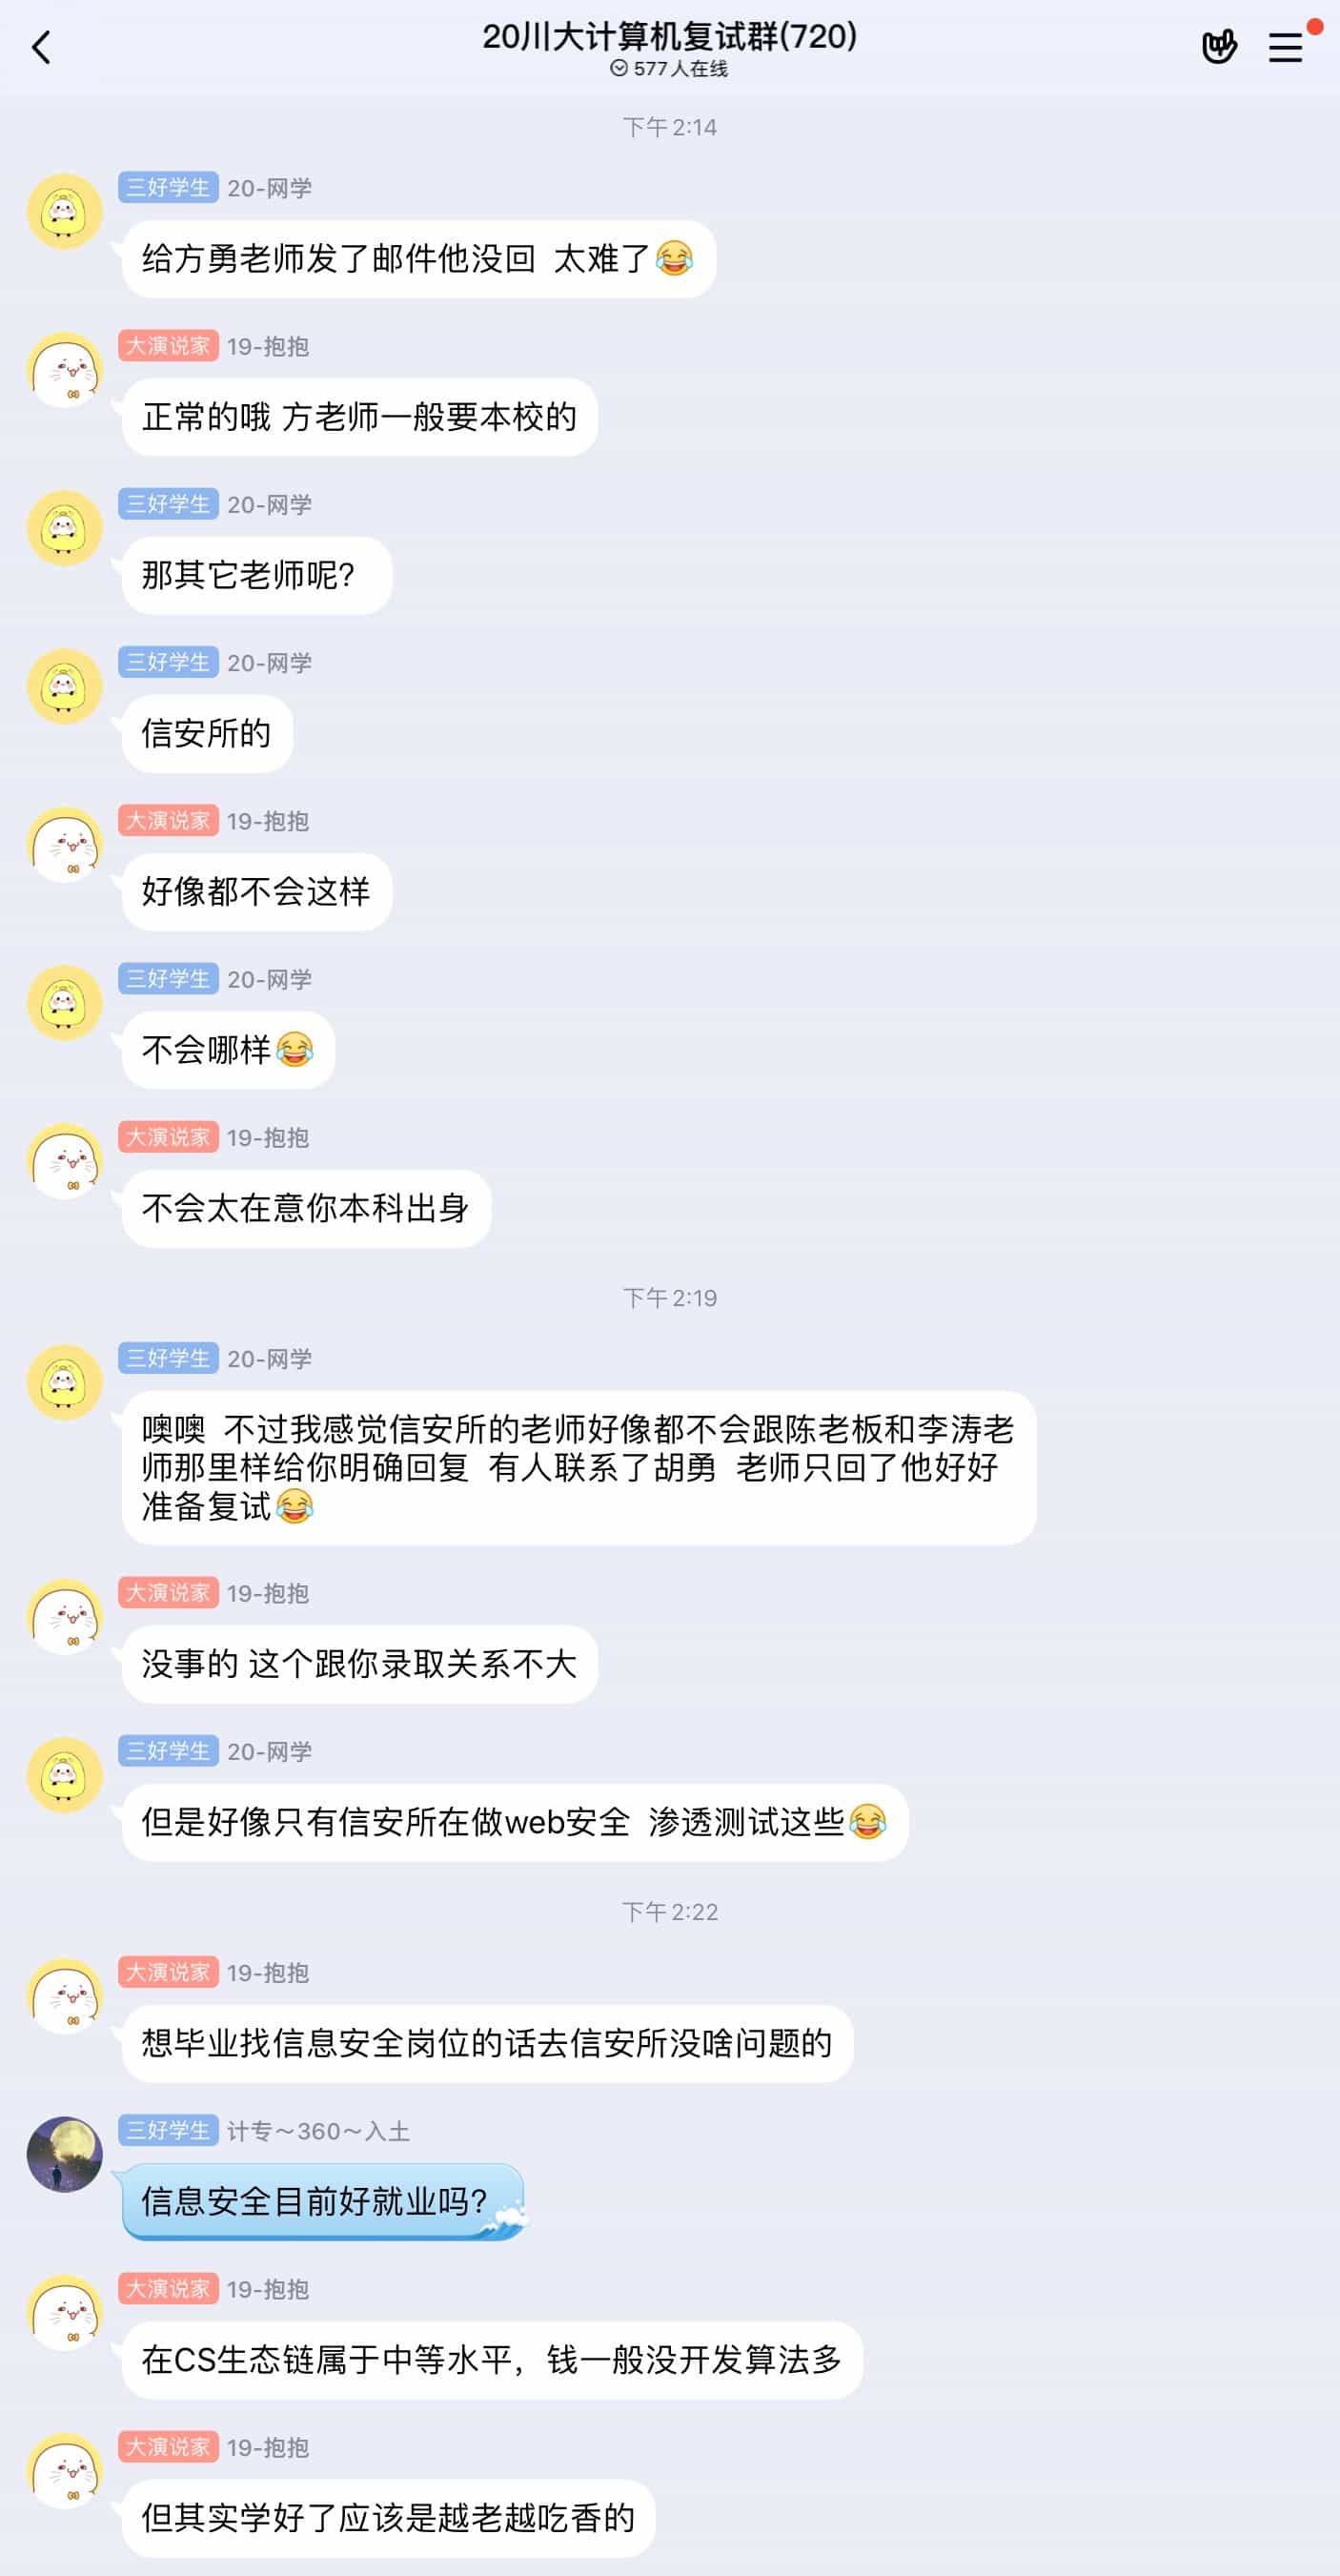 20川大计算机复试群(720)
577人在线
下午 2:14
三好学生 20-网学
给方勇老师发了邮件他没回 太难了😂
大演说家 19-抱抱
正常的哦 方老师一般要本校的
三好学生 20-网学
那其它老师呢?
三好学生 20-网学
信安所的
大演说家 19-抱抱
好像都不会这样
三好学生 20-网学
不会哪样😂
大演说家 19-抱抱
不会太在意你本科出身
下午 2:19
三好学生 20-网学
噢噢 不过我感觉信安所的老师好像都不会跟陈老板和李涛老
师那里样给你明确回复 有人联系了胡勇 老师只回了他好好
准备复试😂
大演说家 19-抱抱
没事的 这个跟你录取关系不大
三好学生 20-网学
但是好像只有信安所在做web安全 渗透测试这些😂
下午 2:22
大演说家 19-抱抱
想毕业找信息安全岗位的话去信安所没啥问题的
三好学生 计专～360～入土
信息安全目前好就业吗?
大演说家 19-抱抱
在CS生态链属于中等水平，钱一般没开发算法多
大演说家 19-抱抱
但其实学好了应该是越老越吃香的